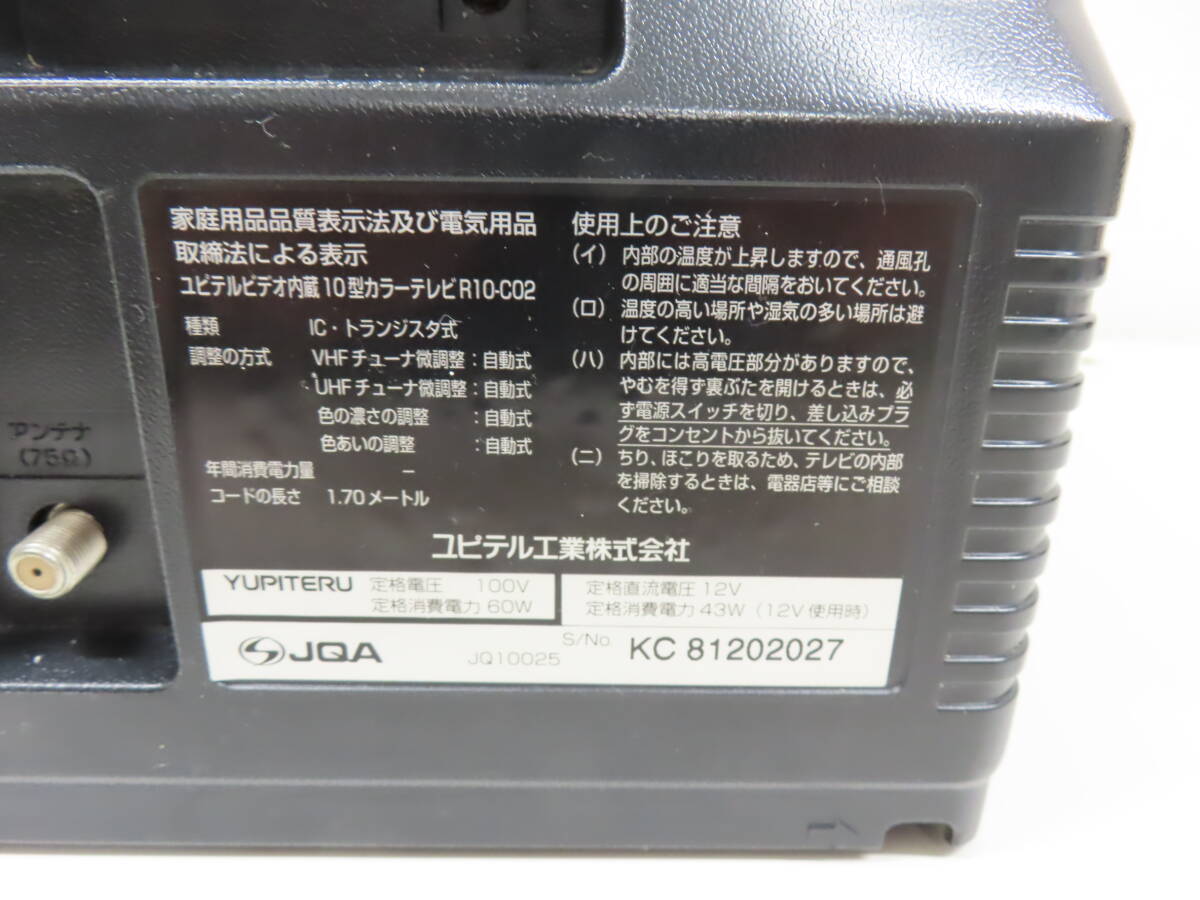 アンテナ
(75Ω)
家庭用品品質表示法及び電気用品
取締法による表示
ユピテルビデオ内蔵10型カラーテレビR10-C02
種類 IC・トランジスタ式
調整の方式 VHFチューナ微調整：自動式
UHFチューナ微調整：自動式
色の濃さの調整 ：自動式
色あいの調整 ：自動式
年間消費電力量 －
コードの長さ 1.70メートル
使用上のご注意
(イ) 内部の温度が上昇しますので、通風孔
の周囲に適当な間隔をおいてください。
(ロ) 温度の高い場所や湿気の多い場所は避
けてください。
(ハ) 内部には高電圧部分がありますので、
やむを得ず裏ぶたを開けるときは、必
ず電源スイッチを切り、差し込みプラ
グをコンセントから抜いてください。
(ニ) ちり、ほこりを取るため、テレビの内部
を掃除するときは、電器店等にご相談
ください。
ユピテル工業株式会社
YUPITERU 定格電圧 100V
定格消費電力 60W
定格直流電圧 12V
定格消費電力 43W (12V使用時)
JQA JQ10025 S/No. KC 81202027